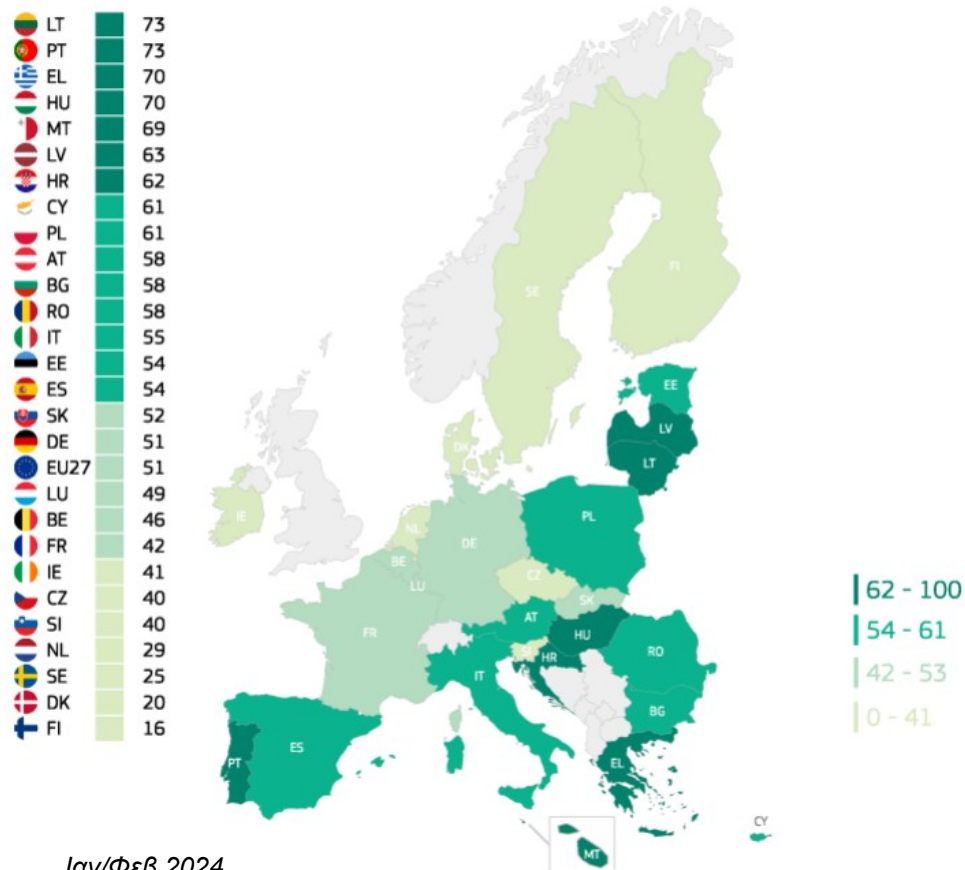 LT 73
PT 73
EL 70
HU 70
MT 69
LV 63
HR 62
CY 61
PL 61
AT 58
BG 58
RO 58
IT 55
EE 54
ES 54
SK 52
DE 51
EU27 51
LU 49
BE 46
FR 42
IE 41
CZ 40
SI 40
NL 29
SE 25
DK 20
FI 16
FI
SE
EE
LV
DK
LT
IE
PL
NL
DE
BE
CZ
LU
SK
AT
FR
HU
SI
HR
RO
IT
BG
ES
PT
EL
CY
MT
62 - 100
54 - 61
42 - 53
0 - 41
Ιαν/Φεβ 2024